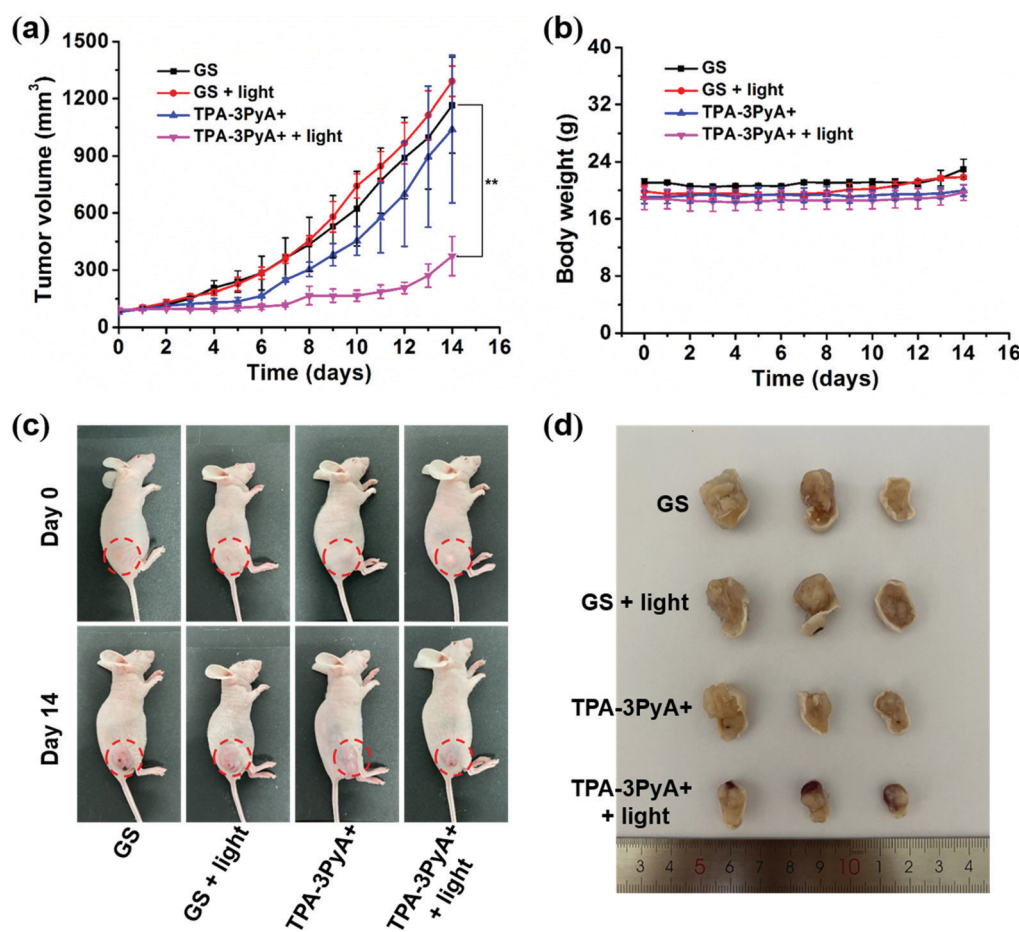 (a)
1500
1200
900
600
300
0
Tumor volume (mm³)
GS
GS + light
TPA-3PyA+
TPA-3PyA+ + light
**
0 2 4 6 8 10 12 14 16
Time (days)
(b)
40
32
24
16
8
0
Body weight (g)
GS
GS + light
TPA-3PyA+
TPA-3PyA+ + light
0 2 4 6 8 10 12 14 16
Time (days)
(c)
Day 0
Day 14
GS
GS + light
TPA-3PyA+
TPA-3PyA+
+ light
(d)
GS
GS + light
TPA-3PyA+
TPA-3PyA+
+ light
3 4 5 6 7 8 9 10 1 2 3 4